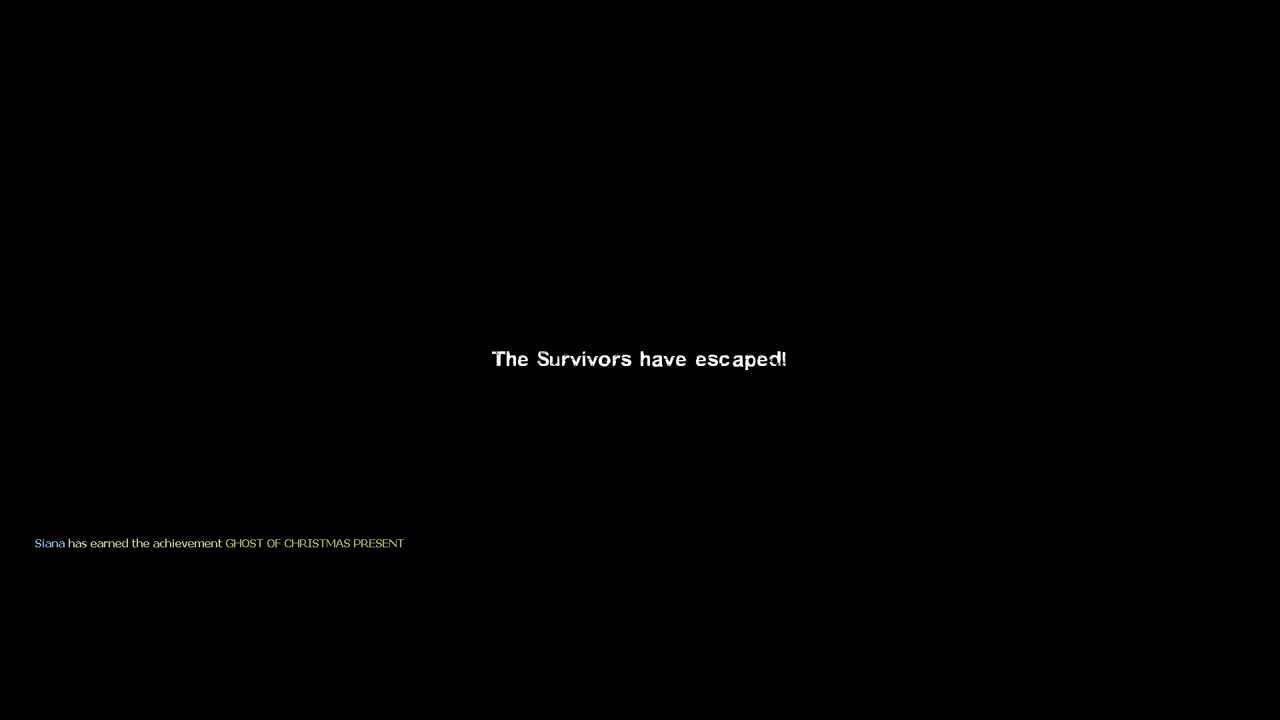 The Survivors have escaped!
Siana has earned the achievement GHOST OF CHRISTMAS PRESENT